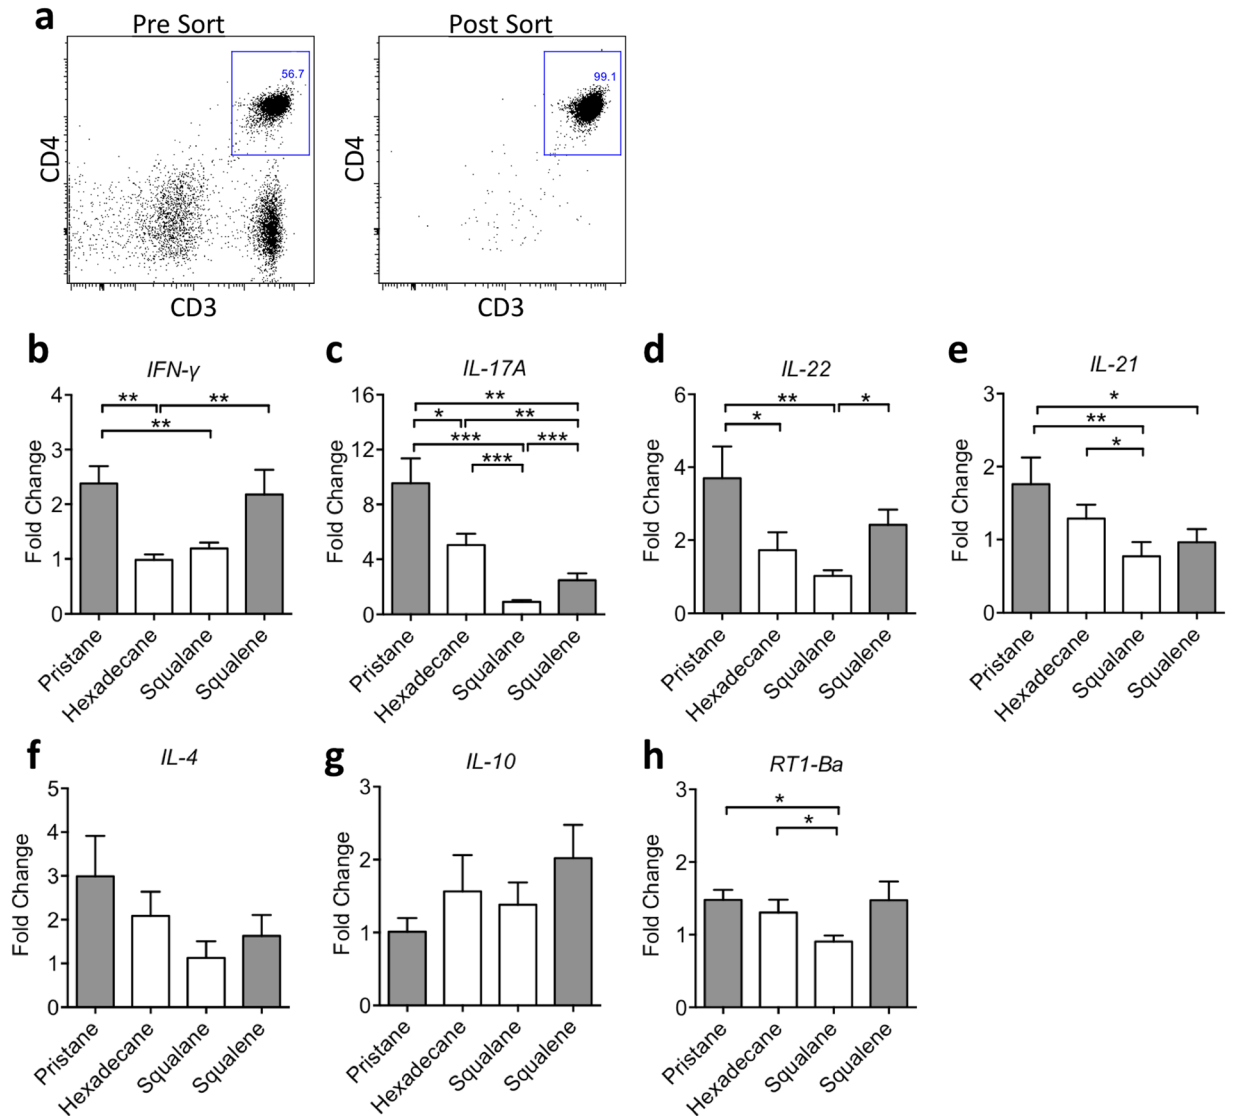 a
Pre Sort
Post Sort
56.7
99.1
CD4
CD4
CD3
CD3
b
IFN-γ
Fold Change
4
3
2
1
0
** **
**
Pristane
Hexadecane
Squalane
Squalene
c
IL-17A
Fold Change
16
12
8
4
0
**
* **
*** ***
***
Pristane
Hexadecane
Squalane
Squalene
d
IL-22
Fold Change
6
4
2
0
** *
*
Pristane
Hexadecane
Squalane
Squalene
e
IL-21
Fold Change
3
2
1
0
*
**
*
Pristane
Hexadecane
Squalane
Squalene
f
IL-4
Fold Change
5
4
3
2
1
0
Pristane
Hexadecane
Squalane
Squalene
g
IL-10
Fold Change
3
2
1
0
Pristane
Hexadecane
Squalane
Squalene
h
RT1-Ba
Fold Change
3
2
1
0
*
*
Pristane
Hexadecane
Squalane
Squalene